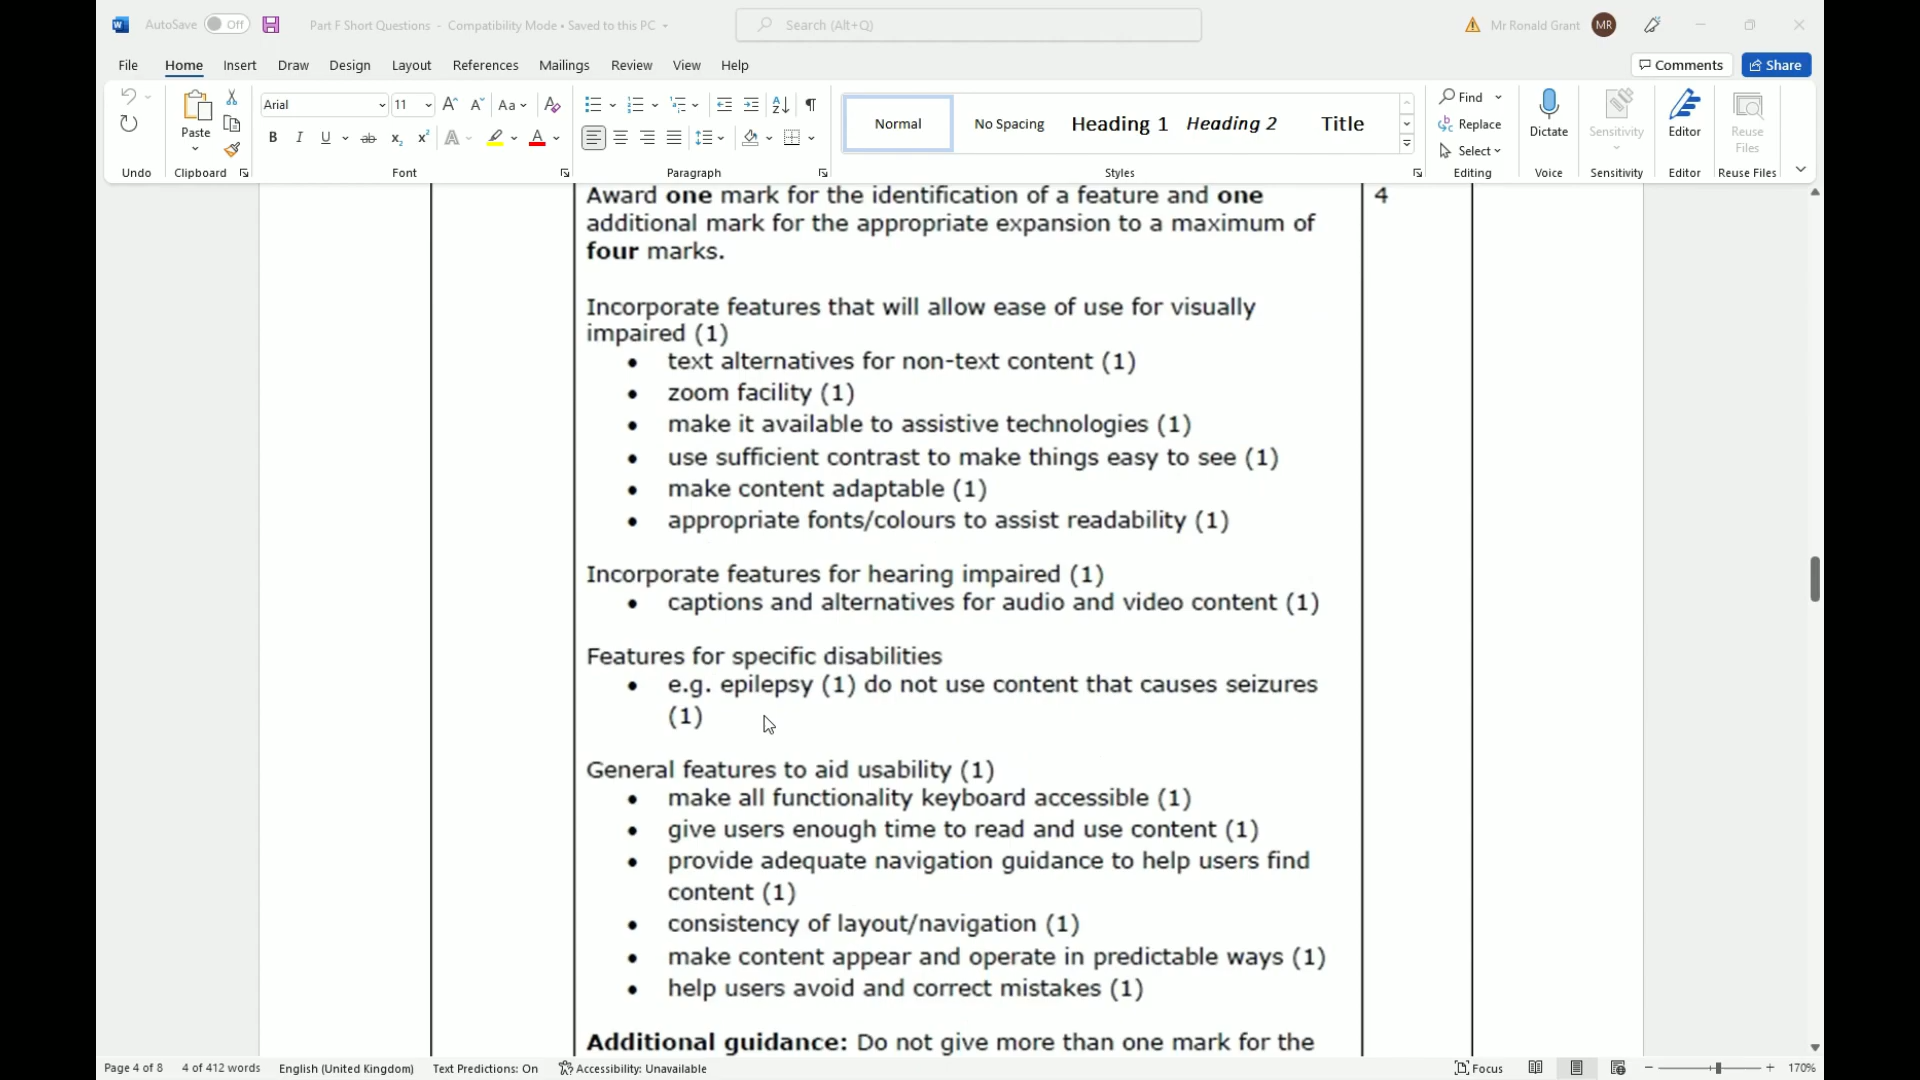 AutoSave Off Part F Short Questions - Compatibility Mode • Saved to this PC Search (Alt+Q) Mr Ronald Grant MR
File Home Insert Draw Design Layout References Mailings Review View Help Comments Share
Arial 11 Aa
Paste
B I U ab x₂ x² A A
Normal No Spacing Heading 1 Heading 2 Title
Find
Replace
Select
Dictate Sensitivity Editor Reuse Files
Undo Clipboard Font Paragraph Styles Editing Voice Sensitivity Editor Reuse Files
Award one mark for the identification of a feature and one 4
additional mark for the appropriate expansion to a maximum of
four marks.
Incorporate features that will allow ease of use for visually
impaired (1)
• text alternatives for non-text content (1)
• zoom facility (1)
• make it available to assistive technologies (1)
• use sufficient contrast to make things easy to see (1)
• make content adaptable (1)
• appropriate fonts/colours to assist readability (1)
Incorporate features for hearing impaired (1)
• captions and alternatives for audio and video content (1)
Features for specific disabilities
• e.g. epilepsy (1) do not use content that causes seizures
(1)
General features to aid usability (1)
• make all functionality keyboard accessible (1)
• give users enough time to read and use content (1)
• provide adequate navigation guidance to help users find
content (1)
• consistency of layout/navigation (1)
• make content appear and operate in predictable ways (1)
• help users avoid and correct mistakes (1)
Additional guidance: Do not give more than one mark for the
Page 4 of 8 4 of 412 words English (United Kingdom) Text Predictions: On Accessibility: Unavailable Focus 170%